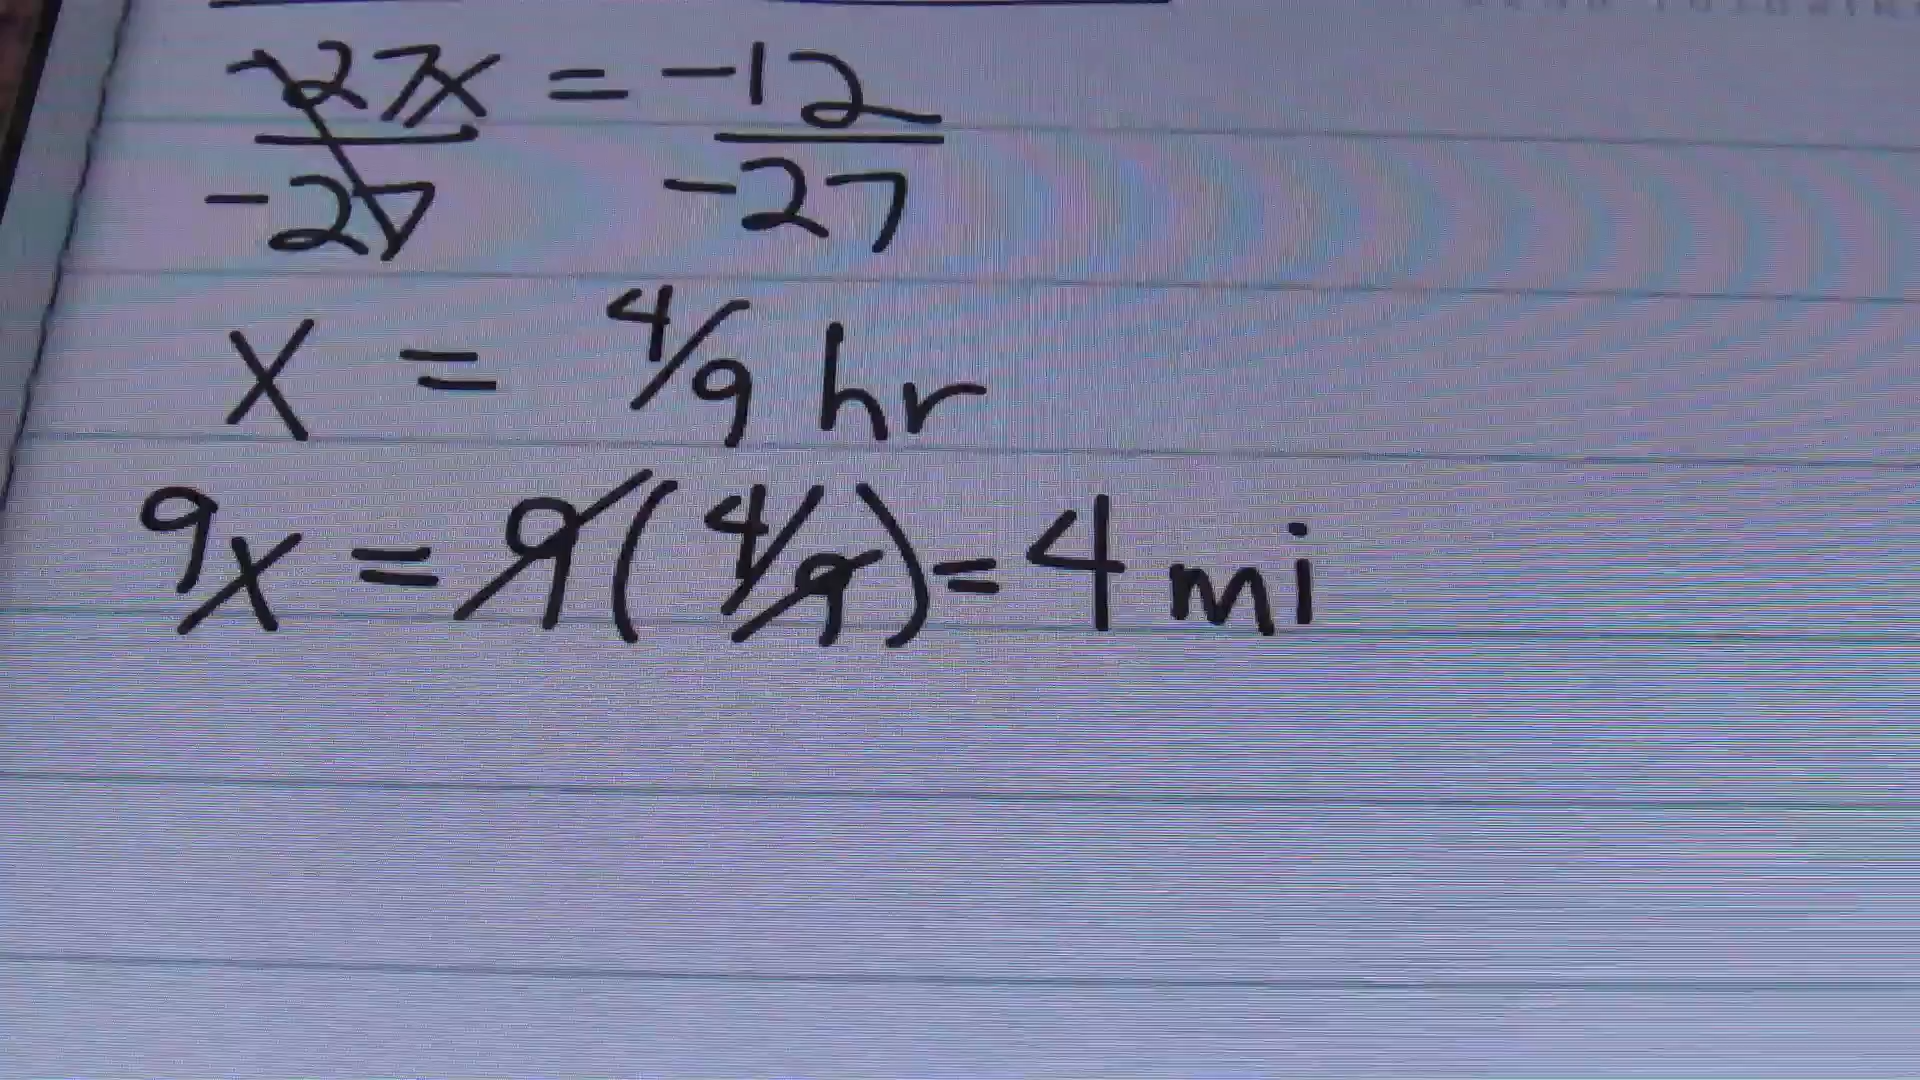 -27x = -12
-27 -27
x = 4/9 hr
9x = 9(4/9) = 4 mi